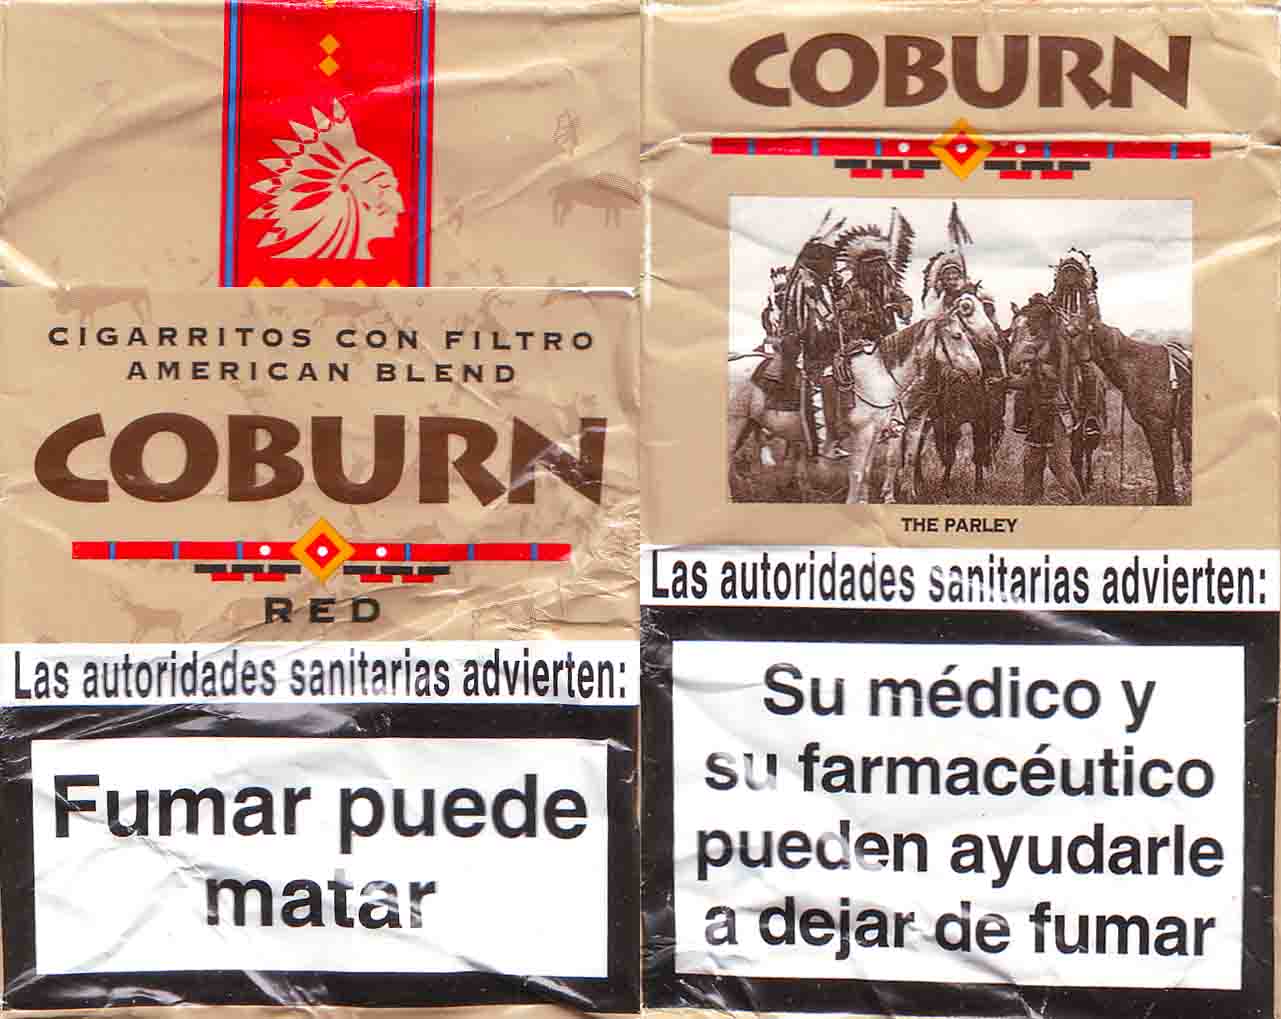 CIGARRITOS CON FILTRO
AMERICAN BLEND
COBURN
RED
Las autoridades sanitarias advierten:
Fumar puede
matar
COBURN
THE PARLEY
Las autoridades sanitarias advierten:
Su médico y
su farmacéutico
pueden ayudarle
a dejar de fumar